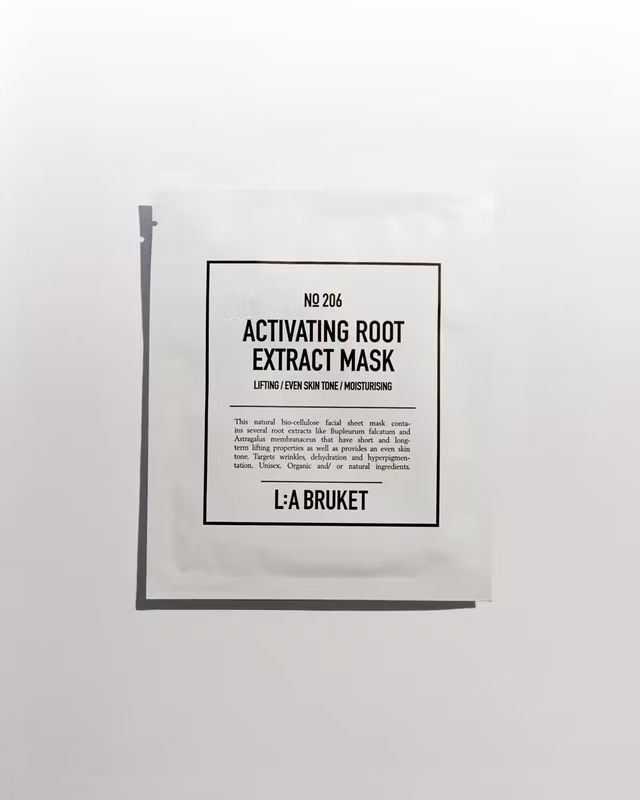 Nº 206
ACTIVATING ROOT
EXTRACT MASK
LIFTING / EVEN SKIN TONE / MOISTURISING
This natural bio-cellulose facial sheet mask conta-
ins several root extracts like Bupleurum falcatum and
Astragalus membranaceus that have short and long-
term lifting properties as well as provides an even skin
tone. Targets wrinkles, dehydration and hyperpigmen-
tation. Unisex. Organic and/ or natural ingredients.
L:A BRUKET